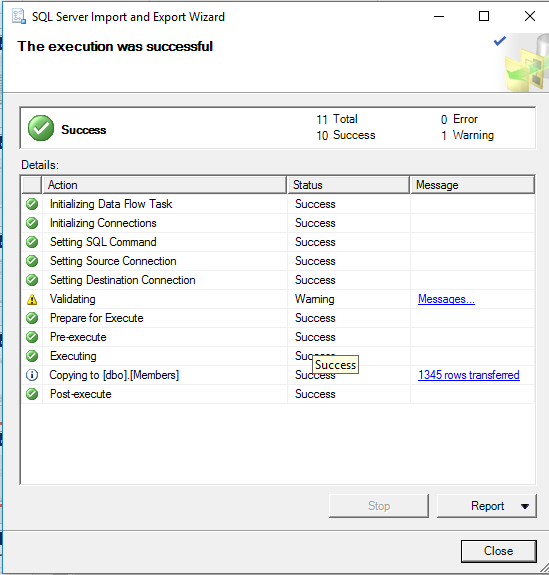 SQL Server Import and Export Wizard
The execution was successful
Success
11 Total 0 Error
10 Success 1 Warning
Details:
Action Status Message
Initializing Data Flow Task Success
Initializing Connections Success
Setting SQL Command Success
Setting Source Connection Success
Setting Destination Connection Success
Validating Warning Messages...
Prepare for Execute Success
Pre-execute Success
Executing Success
Success
Copying to [dbo].[Members] Success 1345 rows transferred
Post-execute Success
Stop Report
Close